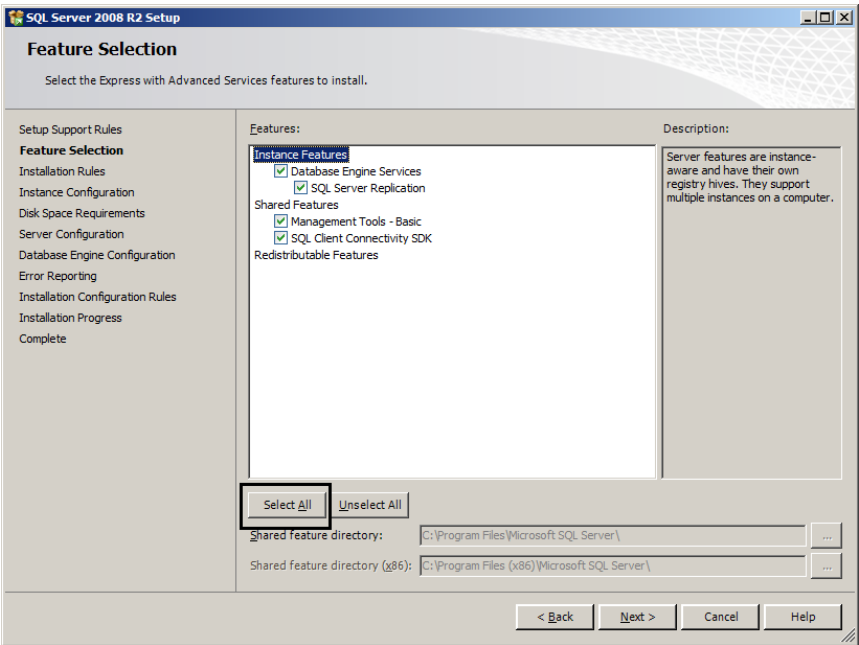 SQL Server 2008 R2 Setup
Feature Selection
Select the Express with Advanced Services features to install.
Setup Support Rules
Feature Selection
Installation Rules
Instance Configuration
Disk Space Requirements
Server Configuration
Database Engine Configuration
Error Reporting
Installation Configuration Rules
Installation Progress
Complete
Features:
Instance Features
Database Engine Services
SQL Server Replication
Shared Features
Management Tools - Basic
SQL Client Connectivity SDK
Redistributable Features
Description:
Server features are instance-
aware and have their own
registry hives. They support
multiple instances on a computer.
Select All Unselect All
Shared feature directory: C:\Program Files\Microsoft SQL Server\ ...
Shared feature directory (x86): C:\Program Files (x86)\Microsoft SQL Server\ ...
< Back Next > Cancel Help